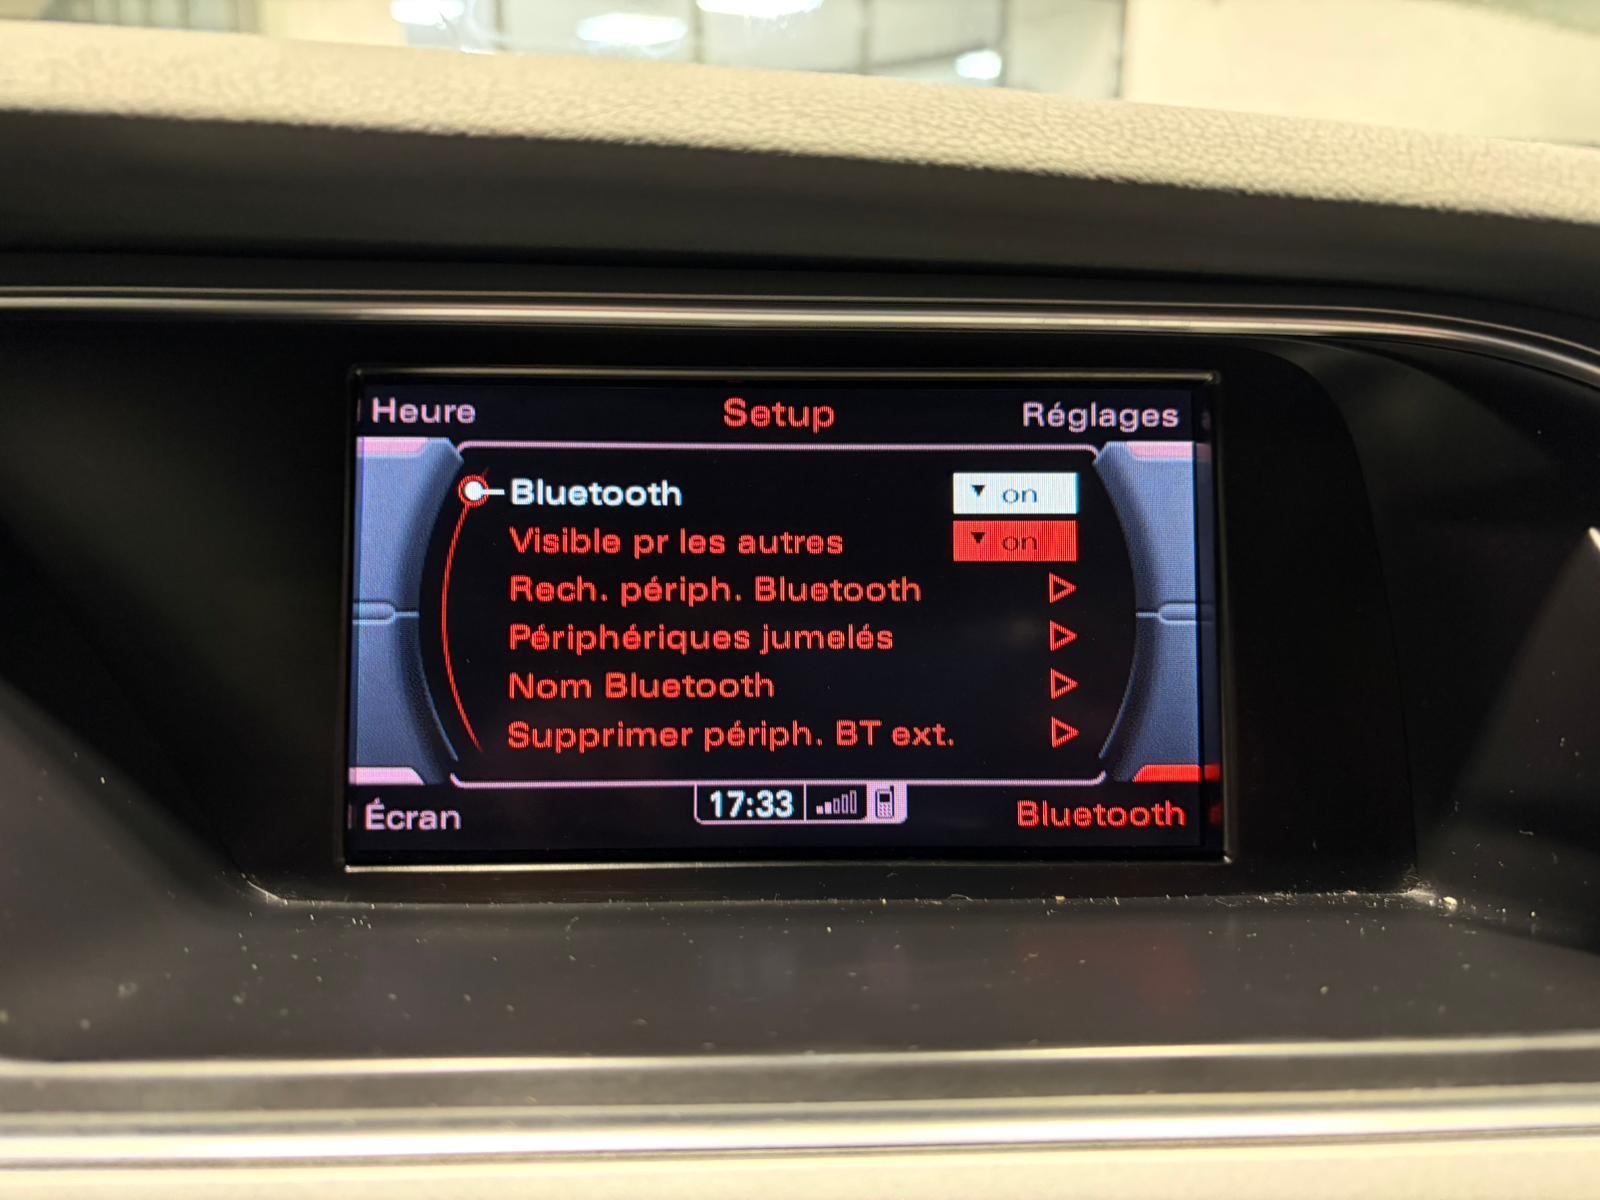 Heure Setup Réglages
Bluetooth on
Visible pr les autres on
Rech. périph. Bluetooth
Périphériques jumelés
Nom Bluetooth
Supprimer périph. BT ext.
Écran 17:33 Bluetooth